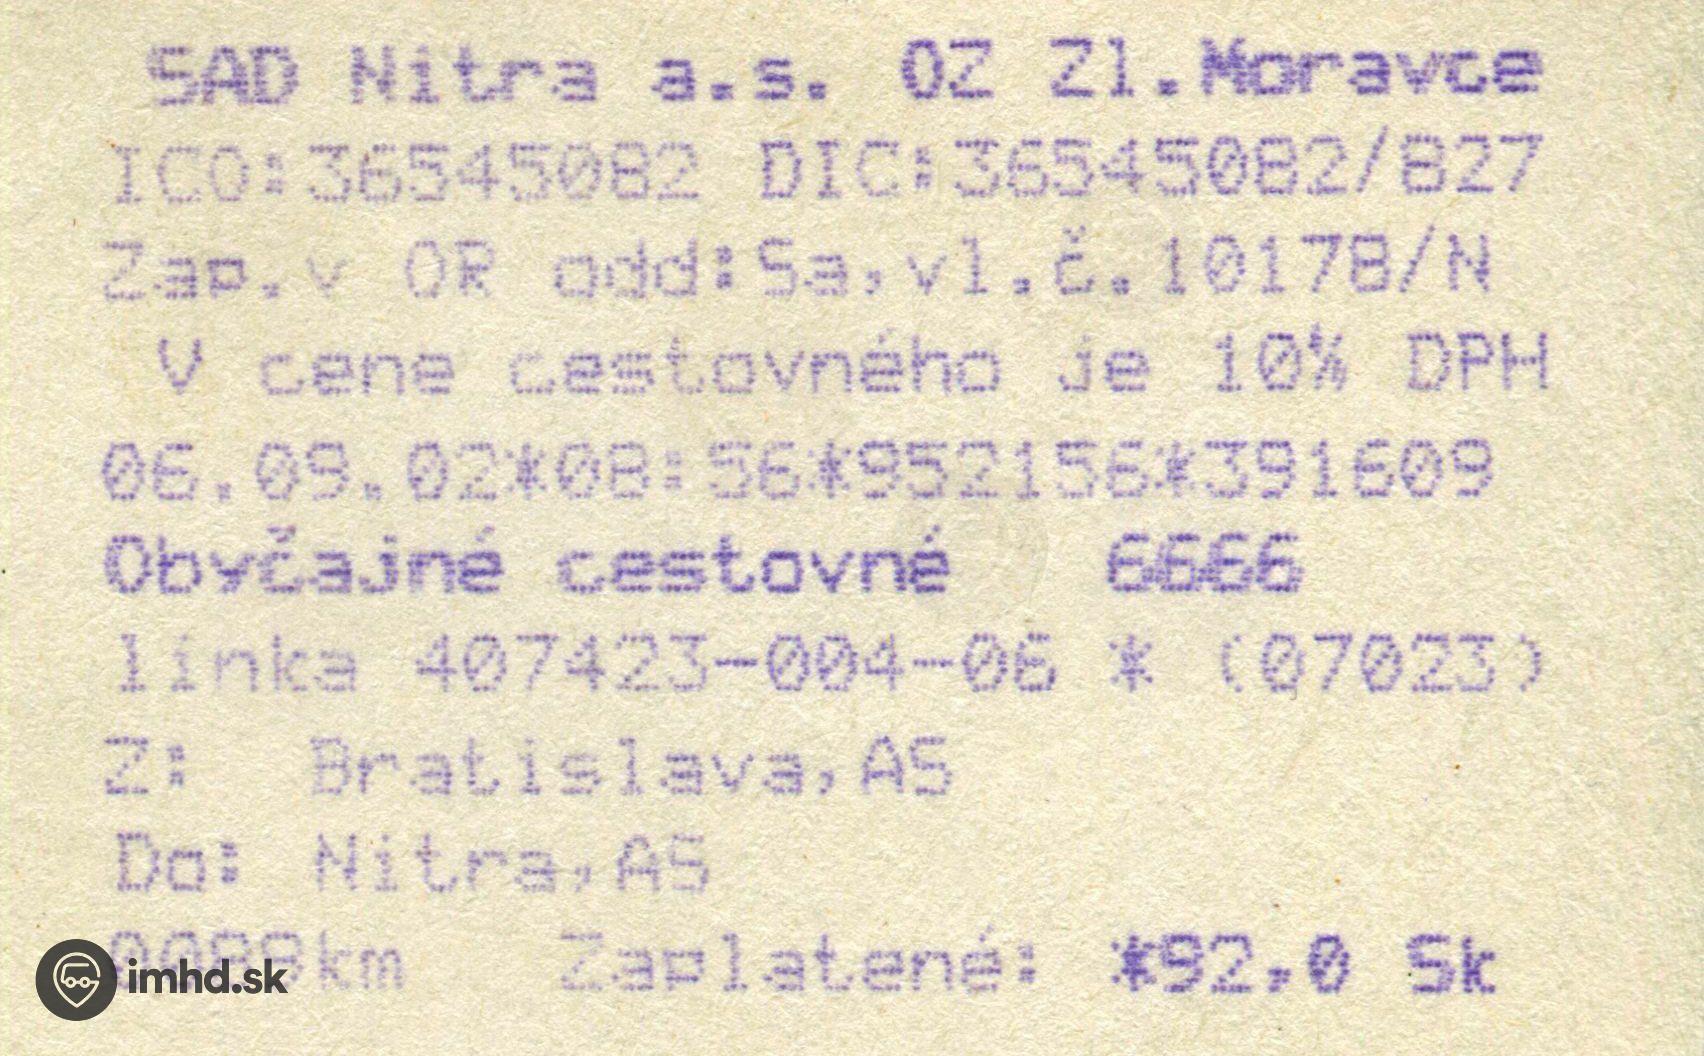 SAD Nitra a.s. OZ Zl.Moravce
ICO:36545082 DIC:36545082/827
Zap.v OR odd:Sa,vl.č.10178/N
V cene cestovného je 10% DPH
06.09.02*08:56*952156*391609
Obyčajné cestovné 6666
linka 407423-004-06 * (07023)
Z: Bratislava,AS
Do: Nitra,AS
Zaplatené: *92,0 Sk
imhd.sk